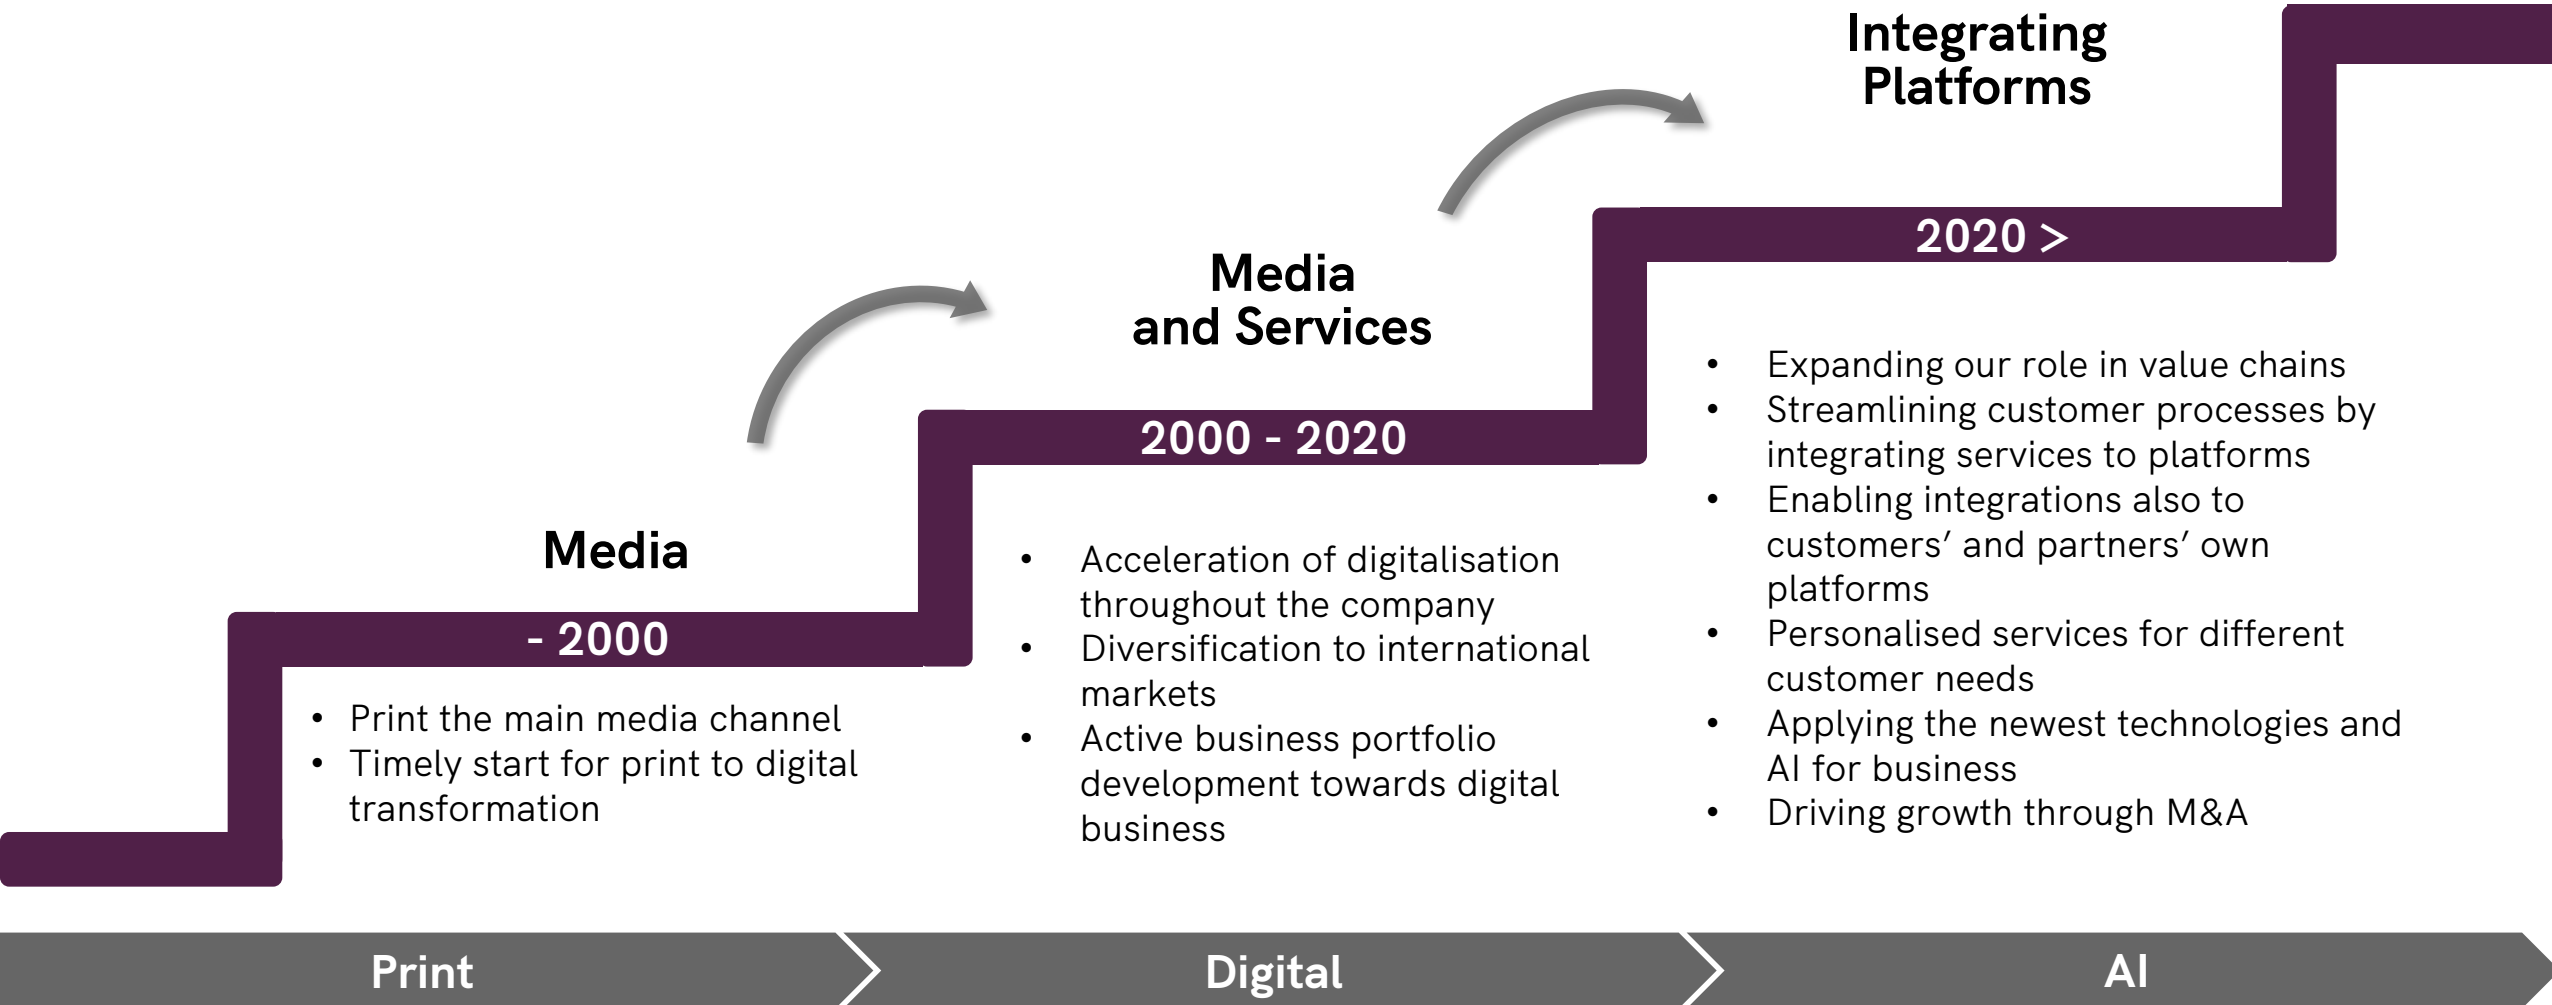 Media
- 2000
• Print the main media channel
• Timely start for print to digital
transformation
Media
and Services
2000 - 2020
• Acceleration of digitalisation
throughout the company
• Diversification to international
markets
• Active business portfolio
development towards digital
business
Integrating
Platforms
2020 >
• Expanding our role in value chains
• Streamlining customer processes by
integrating services to platforms
• Enabling integrations also to
customers’ and partners’ own
platforms
• Personalised services for different
customer needs
• Applying the newest technologies and
AI for business
• Driving growth through M&A
Print
Digital
AI